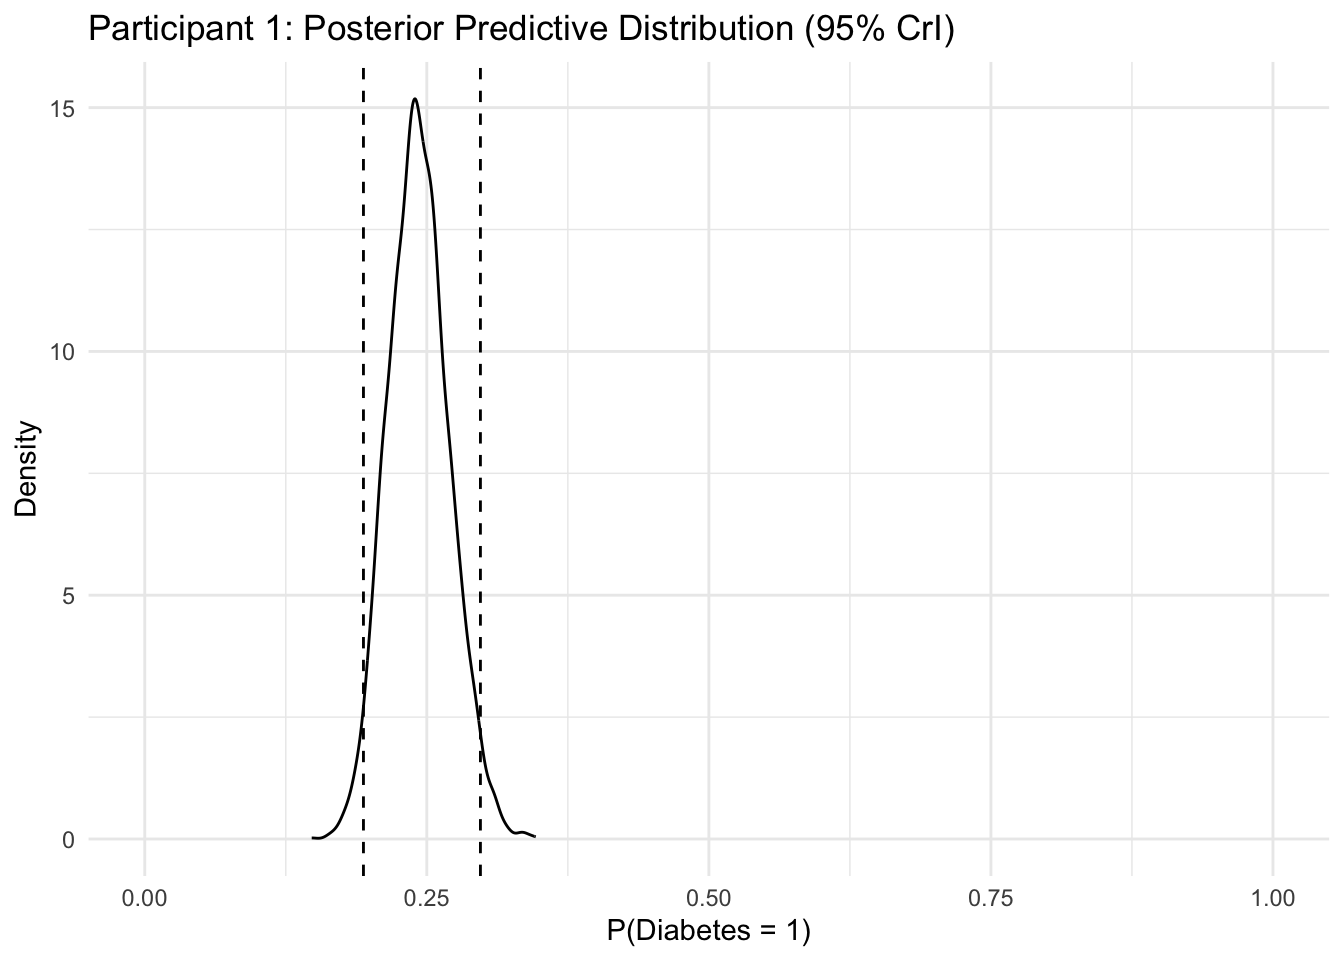 Participant 1: Posterior Predictive Distribution (95% CrI)
15
10
5
0
Density
0.00 0.25 0.50 0.75 1.00
P(Diabetes = 1)